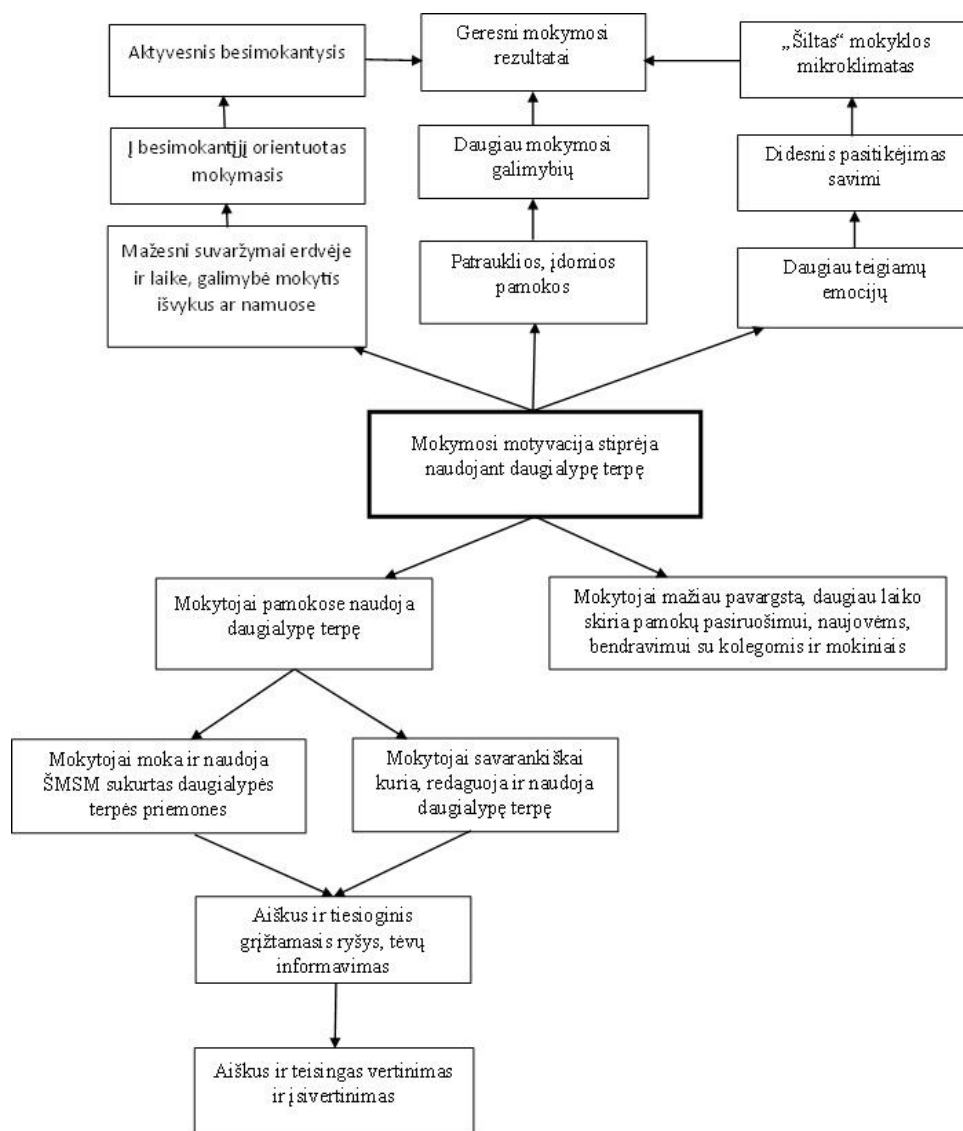 Aktyvesnis besimokantysis
Geresni mokymosi
rezultatai
„Šiltas“ mokyklos
mikroklimatas
Į besimokantįjį orientuotas
mokymasis
Daugiau mokymosi
galimybių
Didesnis pasitikėjimas
savimi
Mažesni suvaržymai erdvėje
ir laike, galimybė mokytis
išvykus ar namuose
Patrauklios, įdomios
pamokos
Daugiau teigiamų
emocijų
Mokymosi motyvacija stiprėja
naudojant daugialypę terpę
Mokytojai pamokose naudoja
daugialypę terpę
Mokytojai mažiau pavargsta, daugiau laiko
skiria pamokų pasiruošimui, naujovėms,
bendravimui su kolegomis ir mokiniais
Mokytojai moka ir naudoja
ŠMSM sukurtas daugialypės
terpės priemones
Mokytojai savarankiškai
kuria, redaguoja ir naudoja
daugialypę terpę
Aiškus ir tiesioginis
grįžtamasis ryšys, tėvų
informavimas
Aiškus ir teisingas vertinimas
ir įsivertinimas